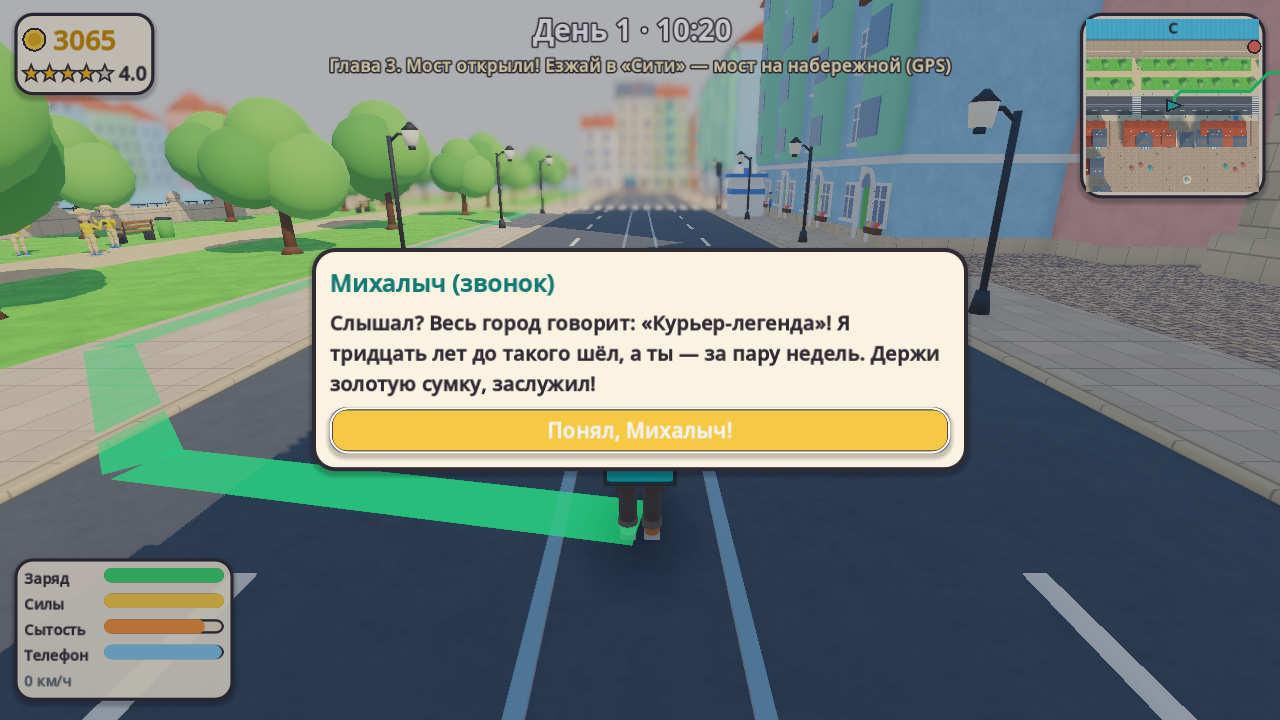 3065
4.0
День 1 · 10:20
Глава 3. Мост открыли! Езжай в «Сити» — мост на набережной (GPS)
С
Михалыч (звонок)
Слышал? Весь город говорит: «Курьер-легенда»! Я
тридцать лет до такого шёл, а ты — за пару недель. Держи
золотую сумку, заслужил!
Понял, Михалыч!
Заряд
Силы
Сытость
Телефон
0 км/ч